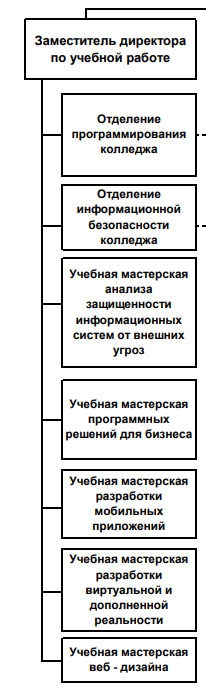 Заместитель директора
по учебной работе
Отделение
программирования
колледжа
Отделение
информационной
безопасности
колледжа
Учебная мастерская
анализа
защищенности
информационных
систем от внешних
угроз
Учебная мастерская
программных
решений для бизнеса
Учебная мастерская
разработки
мобильных
приложений
Учебная мастерская
разработки
виртуальной и
дополненной
реальности
Учебная мастерская
веб - дизайна